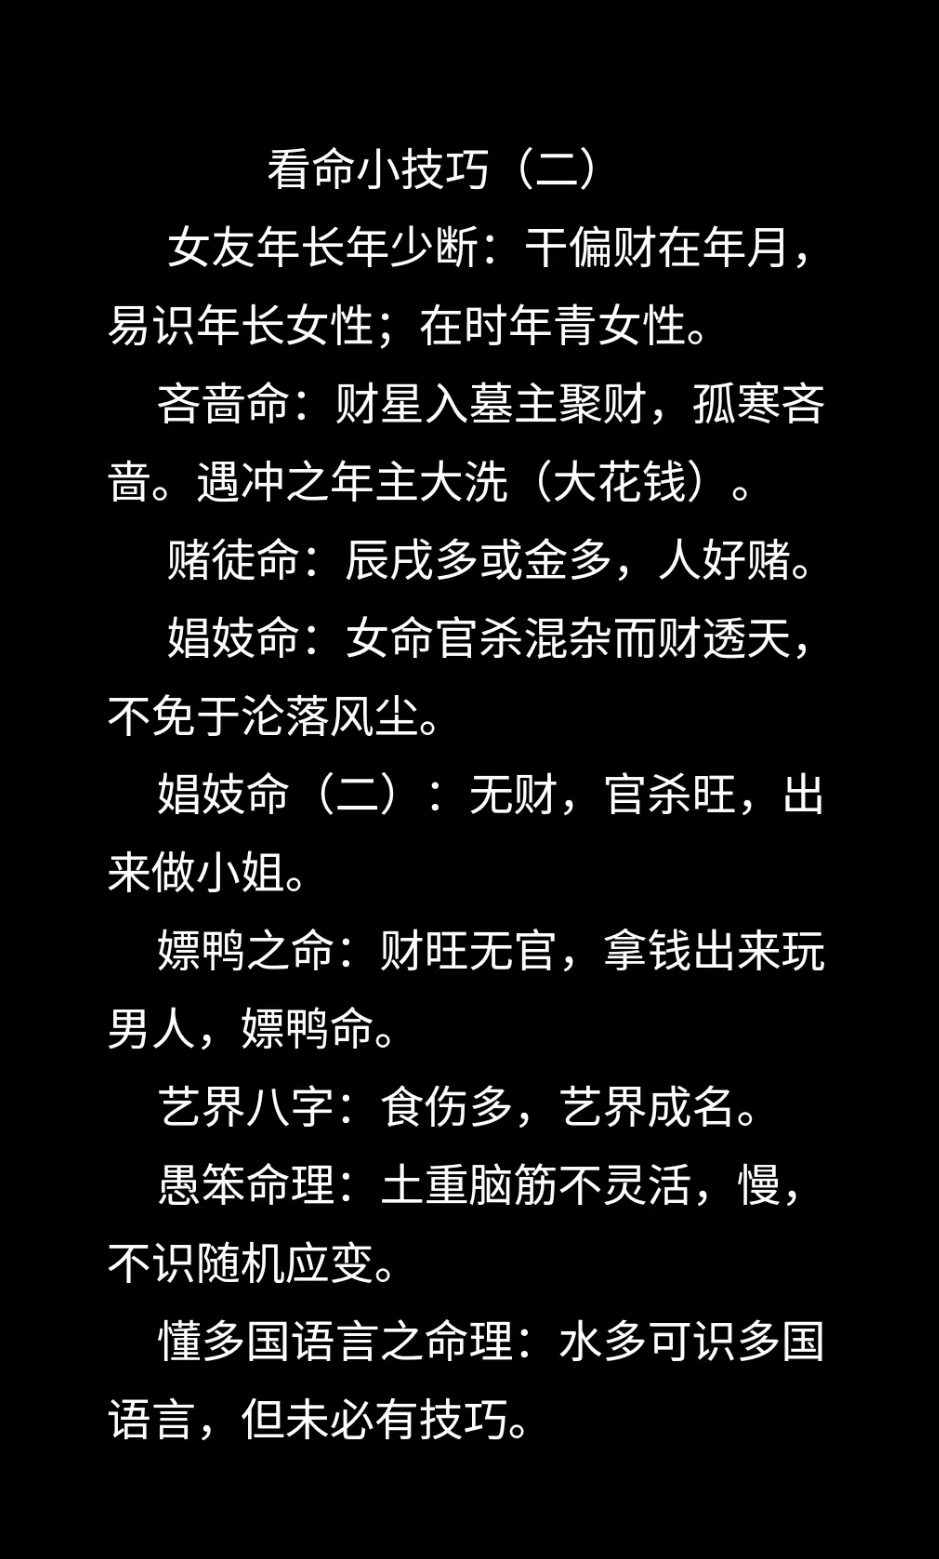 看命小技巧（二）
女友年长年少断：干偏财在年月，
易识年长女性；在时年青女性。
吝啬命：财星入墓主聚财，孤寒吝
啬。遇冲之年主大洗（大花钱）。
赌徒命：辰戌多或金多，人好赌。
娼妓命：女命官杀混杂而财透天，
不免于沦落风尘。
娼妓命（二）：无财，官杀旺，出
来做小姐。
嫖鸭之命：财旺无官，拿钱出来玩
男人，嫖鸭命。
艺界八字：食伤多，艺界成名。
愚笨命理：土重脑筋不灵活，慢，
不识随机应变。
懂多国语言之命理：水多可识多国
语言，但未必有技巧。